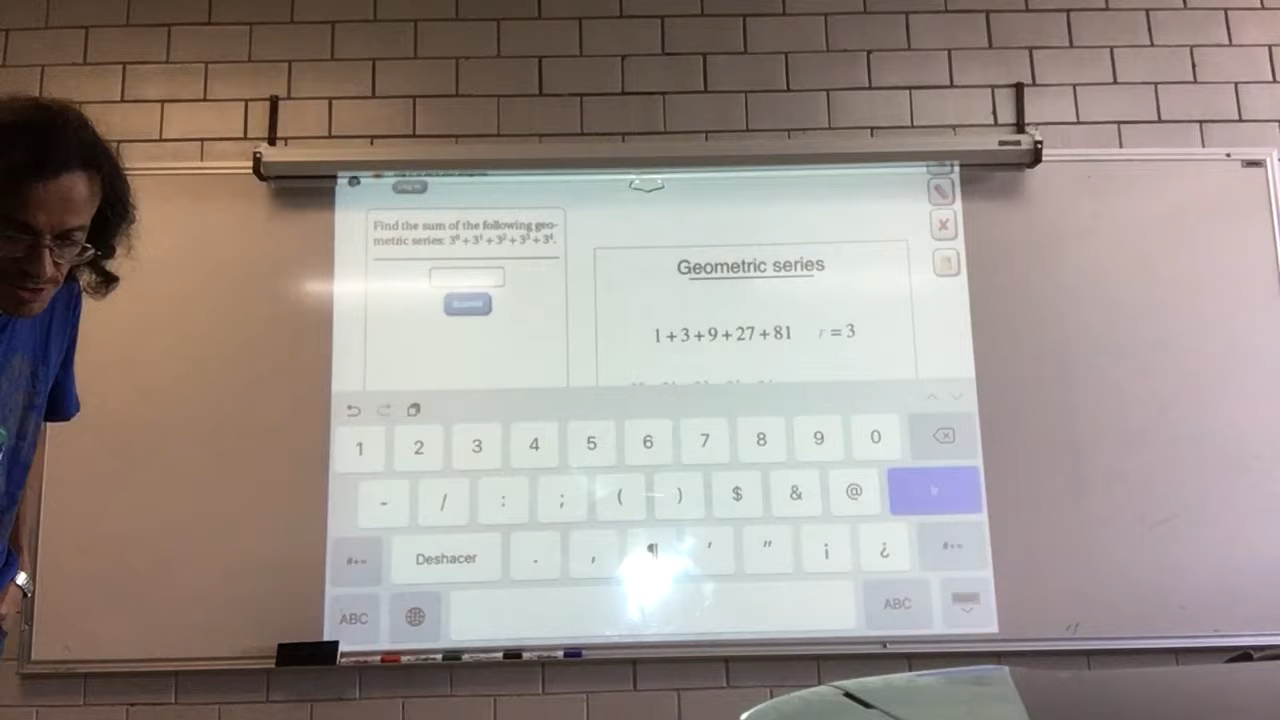 Find the sum of the following geo-
metric series: 3⁰+3¹+3²+3³+3⁴.
Submit
Geometric series
1+3+9+27+81 r=3
1 2 3 4 5 6 7 8 9 0
- / : ; ( ) $ & @ Ir
#+= Deshacer . , ¶ ' " ¡ ¿ #+=
ABC ABC